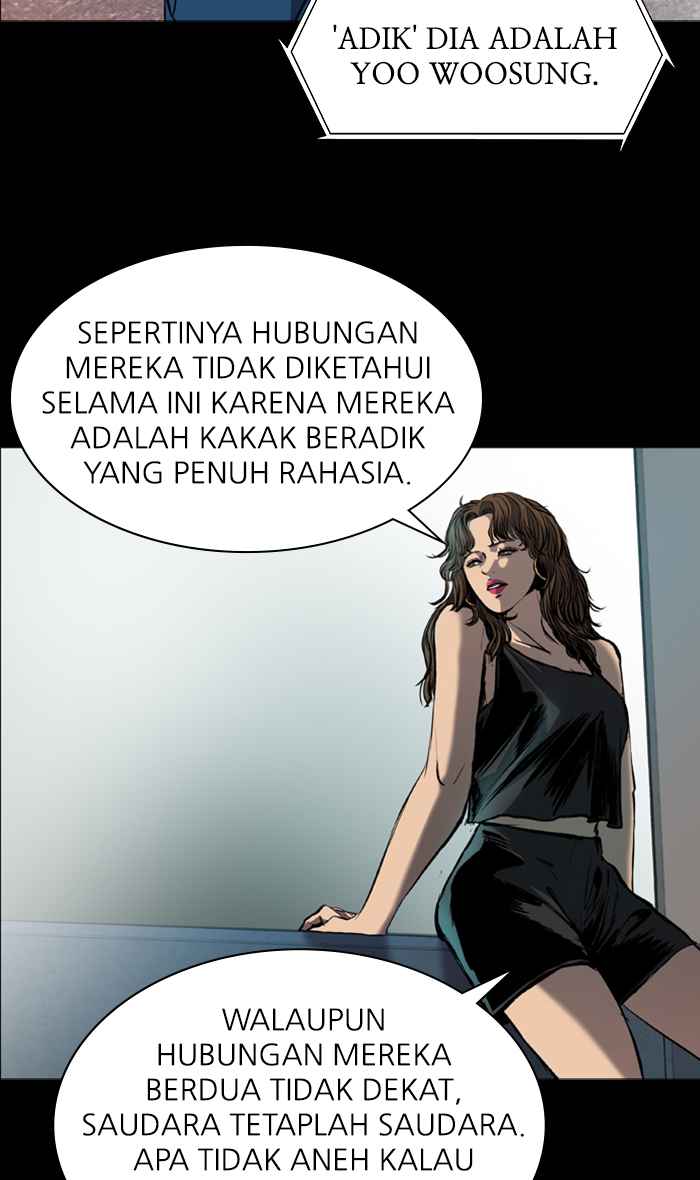 'ADIK' DIA ADALAH
YOO WOOSUNG.
SEPERTINYA HUBUNGAN
MEREKA TIDAK DIKETAHUI
SELAMA INI KARENA MEREKA
ADALAH KAKAK BERADIK
YANG PENUH RAHASIA.
WALAUPUN
HUBUNGAN MEREKA
BERDUA TIDAK DEKAT,
SAUDARA TETAPLAH SAUDARA.
APA TIDAK ANEH KALAU